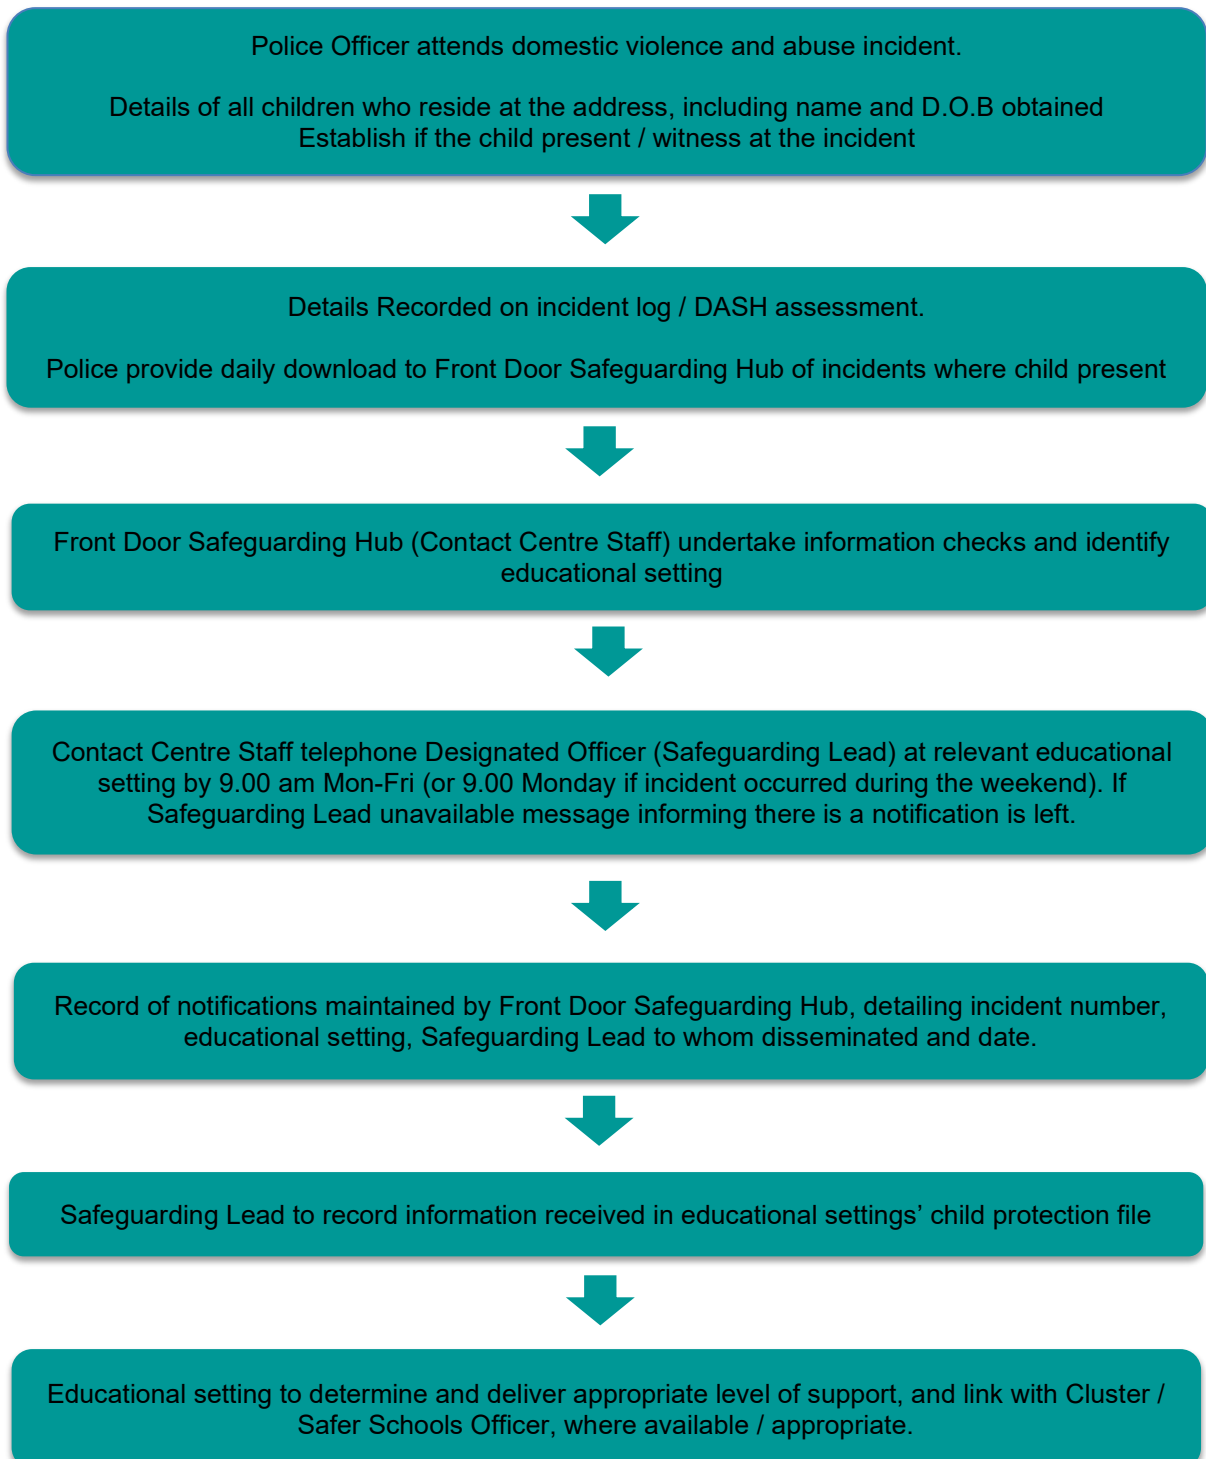 Police Officer attends domestic violence and abuse incident.
Details of all children who reside at the address, including name and D.O.B obtained
Establish if the child present / witness at the incident
Details Recorded on incident log / DASH assessment.
Police provide daily download to Front Door Safeguarding Hub of incidents where child present
Front Door Safeguarding Hub (Contact Centre Staff) undertake information checks and identify
educational setting
Contact Centre Staff telephone Designated Officer (Safeguarding Lead) at relevant educational
setting by 9.00 am Mon-Fri (or 9.00 Monday if incident occurred during the weekend). If
Safeguarding Lead unavailable message informing there is a notification is left.
Record of notifications maintained by Front Door Safeguarding Hub, detailing incident number,
educational setting, Safeguarding Lead to whom disseminated and date.
Safeguarding Lead to record information received in educational settings’ child protection file
Educational setting to determine and deliver appropriate level of support, and link with Cluster /
Safer Schools Officer, where available / appropriate.